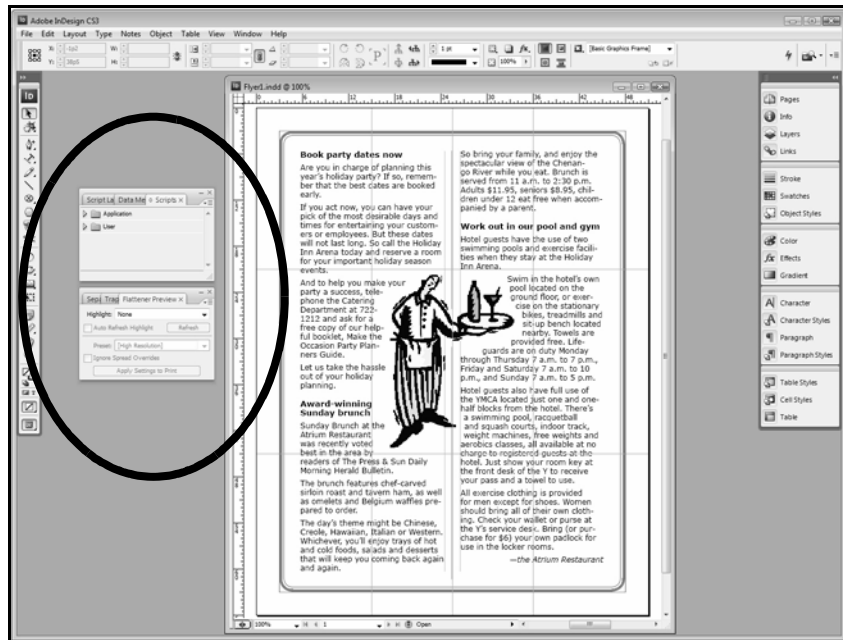 Adobe InDesign CS3
File Edit Layout Type Notes Object Table View Window Help
X: -1p2 W: 1 pt [Basic Graphics Frame]
Y: 38p5 H: 100%
Flyer1.indd @ 100%
0 6 12 18 24 30 36 42 48
Script La Data Me Scripts
Application
User
Sepa Trap Flattener Preview
Highlight: None
Auto Refresh Highlight Refresh
Preset: [High Resolution]
Ignore Spread Overrides
Apply Settings to Print
Book party dates now
Are you in charge of planning this
year's holiday party? If so, remem-
ber that the best dates are booked
early.
If you act now, you can have your
pick of the most desirable days and
times for entertaining your custom-
ers or employees. But these dates
will not last long. So call the Holiday
Inn Arena today and reserve a room
for your important holiday season
events.
And to help you make your
party a success, tele-
phone the Catering
Department at 722-
1212 and ask for a
free copy of our help-
ful booklet, Make the
Occasion Party Plan-
ners Guide.
Let us take the hassle
out of your holiday
planning.
Award-winning
Sunday brunch
Sunday Brunch at the
Atrium Restaurant
was recently voted
best in the area by
readers of The Press & Sun Daily
Morning Herald Bulletin.
The brunch features chef-carved
sirloin roast and tavern ham, as well
as omelets and Belgium waffles pre-
pared to order.
The day's theme might be Chinese,
Creole, Hawaiian, Italian or Western.
Whichever, you'll enjoy trays of hot
and cold foods, salads and desserts
that will keep you coming back again
and again.
So bring your family, and enjoy the
spectacular view of the Chenan-
go River while you eat. Brunch is
served from 11 a.m. to 2:30 p.m.
Adults $11.95, seniors $8.95, chil-
dren under 12 eat free when accom-
panied by a parent.
Work out in our pool and gym
Hotel guests have the use of two
swimming pools and exercise facili-
ties when they stay at the Holiday
Inn Arena.
Swim in the hotel's own
pool located on the
ground floor, or exer-
cise on the stationary
bikes, treadmills and
sit-up bench located
nearby. Towels are
provided free. Life-
guards are on duty Monday
through Thursday 7 a.m. to 7 p.m.,
Friday and Saturday 7 a.m. to 10
p.m., and Sunday 7 a.m. to 5 p.m.
Hotel guests also have full use of
the YMCA located just one and one-
half blocks from the hotel. There's
a swimming pool, racquetball
and squash courts, indoor track,
weight machines, free weights and
aerobics classes, all available at no
charge to registered guests at the
hotel. Just show your room key at
the front desk of the Y to receive
your pass and a towel to use.
All exercise clothing is provided
for men except for shoes. Women
should bring all of their own cloth-
ing. Check your wallet or purse at
the Y's service desk. Bring (or pur-
chase for $6) your own padlock for
use in the locker rooms.
—the Atrium Restaurant
100% 1 Open
Pages
Info
Layers
Links
Stroke
Swatches
Object Styles
Color
Effects
Gradient
Character
Character Styles
Paragraph
Paragraph Styles
Table Styles
Cell Styles
Table